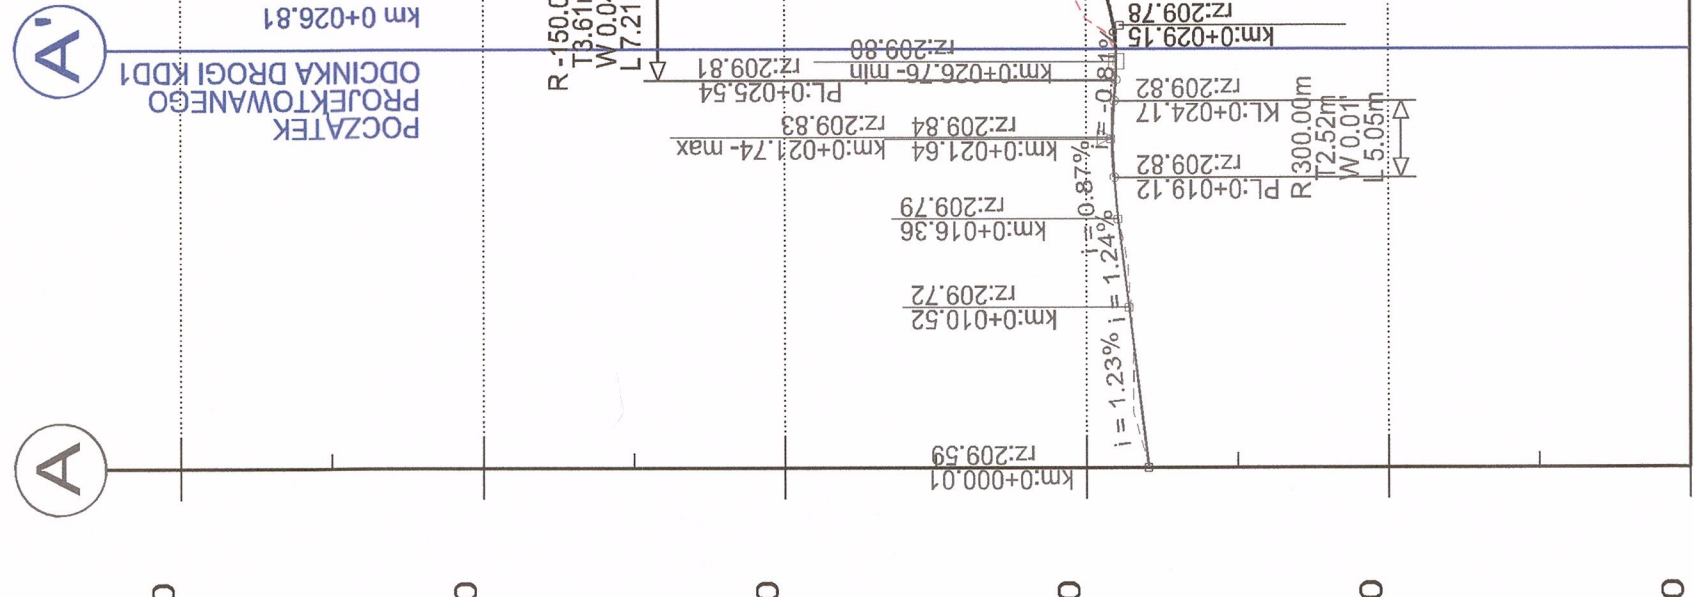 A'
km 0+026.81
POCZĄTEK
PROJEKTOWANEGO
ODCINKA DROGI KDD1
A
T3.61
L 7.21
PL:0+025.54
rz:209.81
km:0+026.76- min
rz:209.80
km:0+029.15
rz:209.78
km:0+021.74- max
rz:209.83
km:0+021.64
rz:209.84
KL:0+024.17
rz:209.82
PL:0+019.12
rz:209.82
R 300.00m
T2.52m
W 0.01
L 5.05m
km:0+016.36
rz:209.79
km:0+010.52
rz:209.72
km:0+000.01
rz:209.59
i = -0.81%
i = 0.87%
i = 1.24%
i = 1.23%
0
0
0
0
0
0